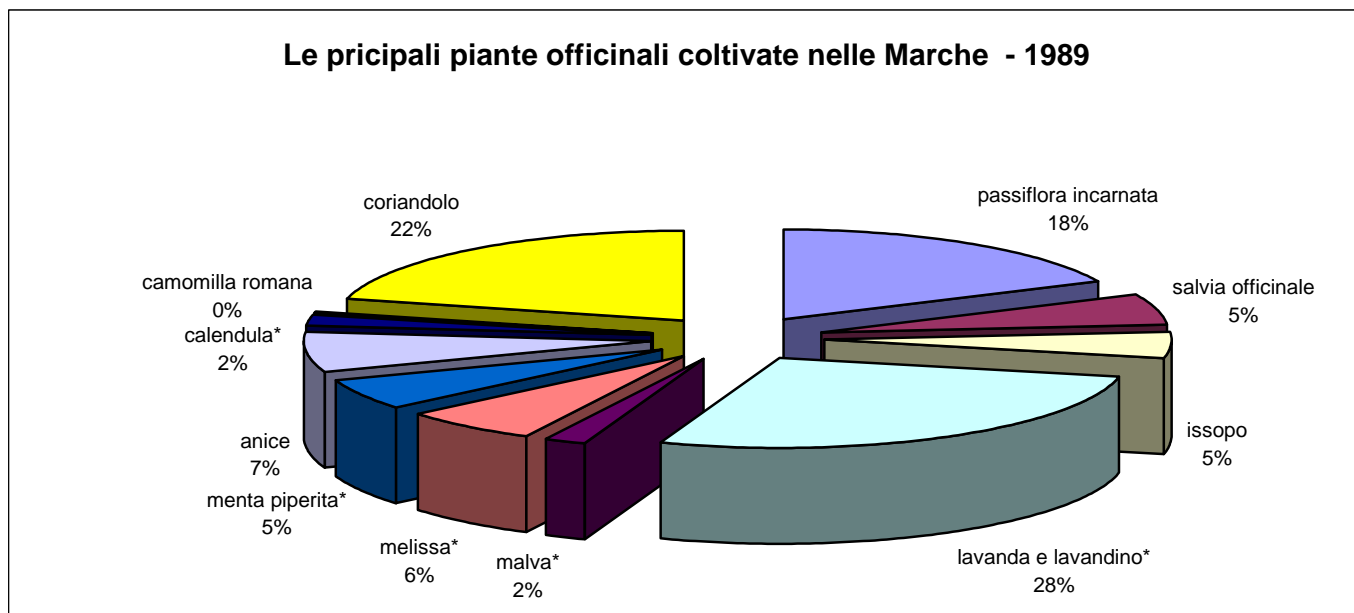 Le pricipali piante officinali coltivate nelle Marche - 1989
coriandolo
22%
passiflora incarnata
18%
camomilla romana
0%
salvia officinale
5%
calendula*
2%
issopo
5%
anice
7%
menta piperita*
5%
melissa*
6%
malva*
2%
lavanda e lavandino*
28%